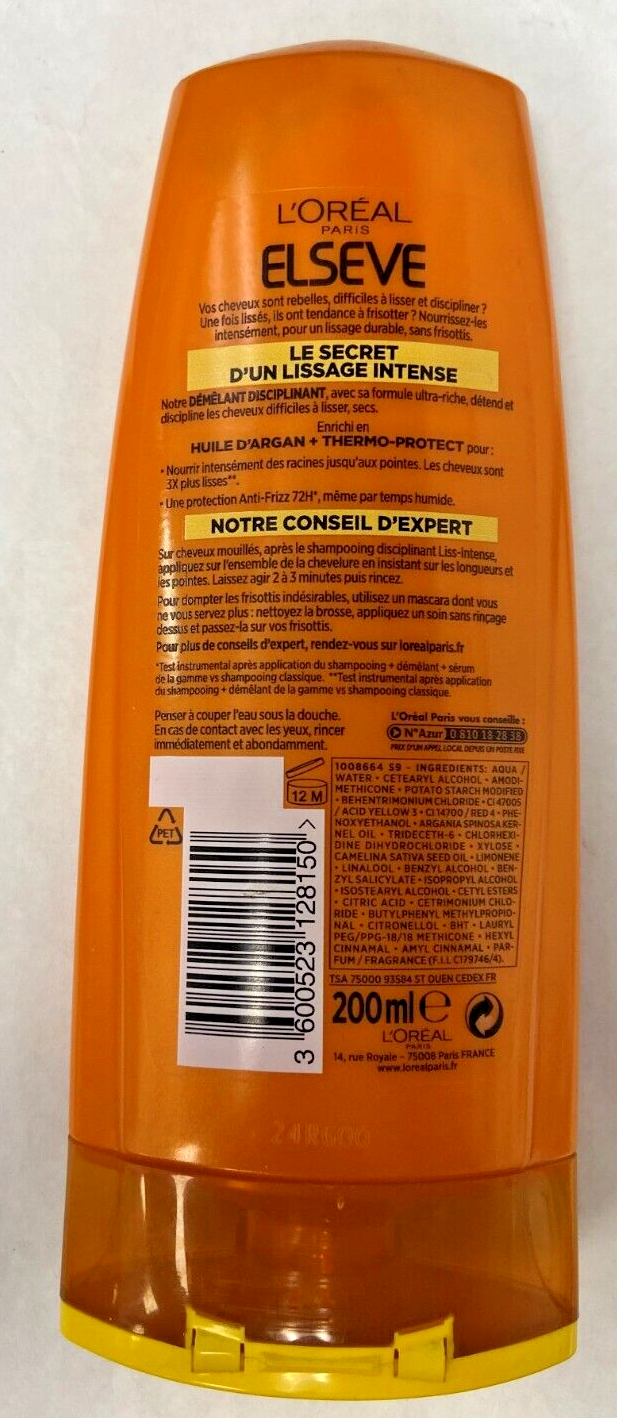 L'ORÉAL
PARIS
ELSEVE
Vos cheveux sont rebelles, difficiles à lisser et discipliner ?
Une fois lissés, ils ont tendance à frisotter ? Nourrissez-les
intensément, pour un lissage durable, sans frisottis.
LE SECRET
D'UN LISSAGE INTENSE
Notre DÉMÊLANT DISCIPLINANT, avec sa formule ultra-riche, détend et
discipline les cheveux difficiles à lisser, secs.
Enrichi en
HUILE D'ARGAN + THERMO-PROTECT pour :
• Nourrir intensément des racines jusqu'aux pointes. Les cheveux sont
3X plus lisses**.
• Une protection Anti-Frizz 72H*, même par temps humide.
NOTRE CONSEIL D'EXPERT
Sur cheveux mouillés, après le shampooing disciplinant Liss-Intense,
appliquez sur l'ensemble de la chevelure en insistant sur les longueurs et
les pointes. Laissez agir 2 à 3 minutes puis rincez.
Pour dompter les frisottis indésirables, utilisez un mascara dont vous
ne vous servez plus : nettoyez la brosse, appliquez un soin sans rinçage
dessus et passez-la sur vos frisottis.
Pour plus de conseils d'expert, rendez-vous sur lorealparis.fr
*Test instrumental après application du shampooing + démêlant + sérum
de la gamme vs shampooing classique. **Test instrumental après application
du shampooing + démêlant de la gamme vs shampooing classique.
Penser à couper l'eau sous la douche.
En cas de contact avec les yeux, rincer
immédiatement et abondamment.
L'Oréal Paris vous conseille :
N°Azur 0 810 18 28 38
PRIX D'UN APPEL LOCAL DEPUIS UN POSTE FIXE
12 M
PET
3 600523 128150 >
1008664 S9 - INGREDIENTS: AQUA /
WATER • CETEARYL ALCOHOL • AMODI-
METHICONE • POTATO STARCH MODIFIED
• BEHENTRIMONIUM CHLORIDE • CI 47005
/ ACID YELLOW 3 • CI 14700 / RED 4 • PHE-
NOXYETHANOL • ARGANIA SPINOSA KER-
NEL OIL • TRIDECETH-6 • CHLORHEXI-
DINE DIHYDROCHLORIDE • XYLOSE •
CAMELINA SATIVA SEED OIL • LIMONENE
• LINALOOL • BENZYL ALCOHOL • BEN-
ZYL SALICYLATE • ISOPROPYL ALCOHOL
• ISOSTEARYL ALCOHOL • CETYL ESTERS
• CITRIC ACID • CETRIMONIUM CHLO-
RIDE • BUTYLPHENYL METHYLPROPIO-
NAL • CITRONELLOL • BHT • LAURYL
PEG/PPG-18/18 METHICONE • HEXYL
CINNAMAL • AMYL CINNAMAL • PAR-
FUM / FRAGRANCE (F.I.L C179746/4).
TSA 75000 93584 ST OUEN CEDEX FR
200 ml e
L'ORÉAL
PARIS
14, rue Royale - 75008 Paris FRANCE
www.lorealparis.fr
24R600